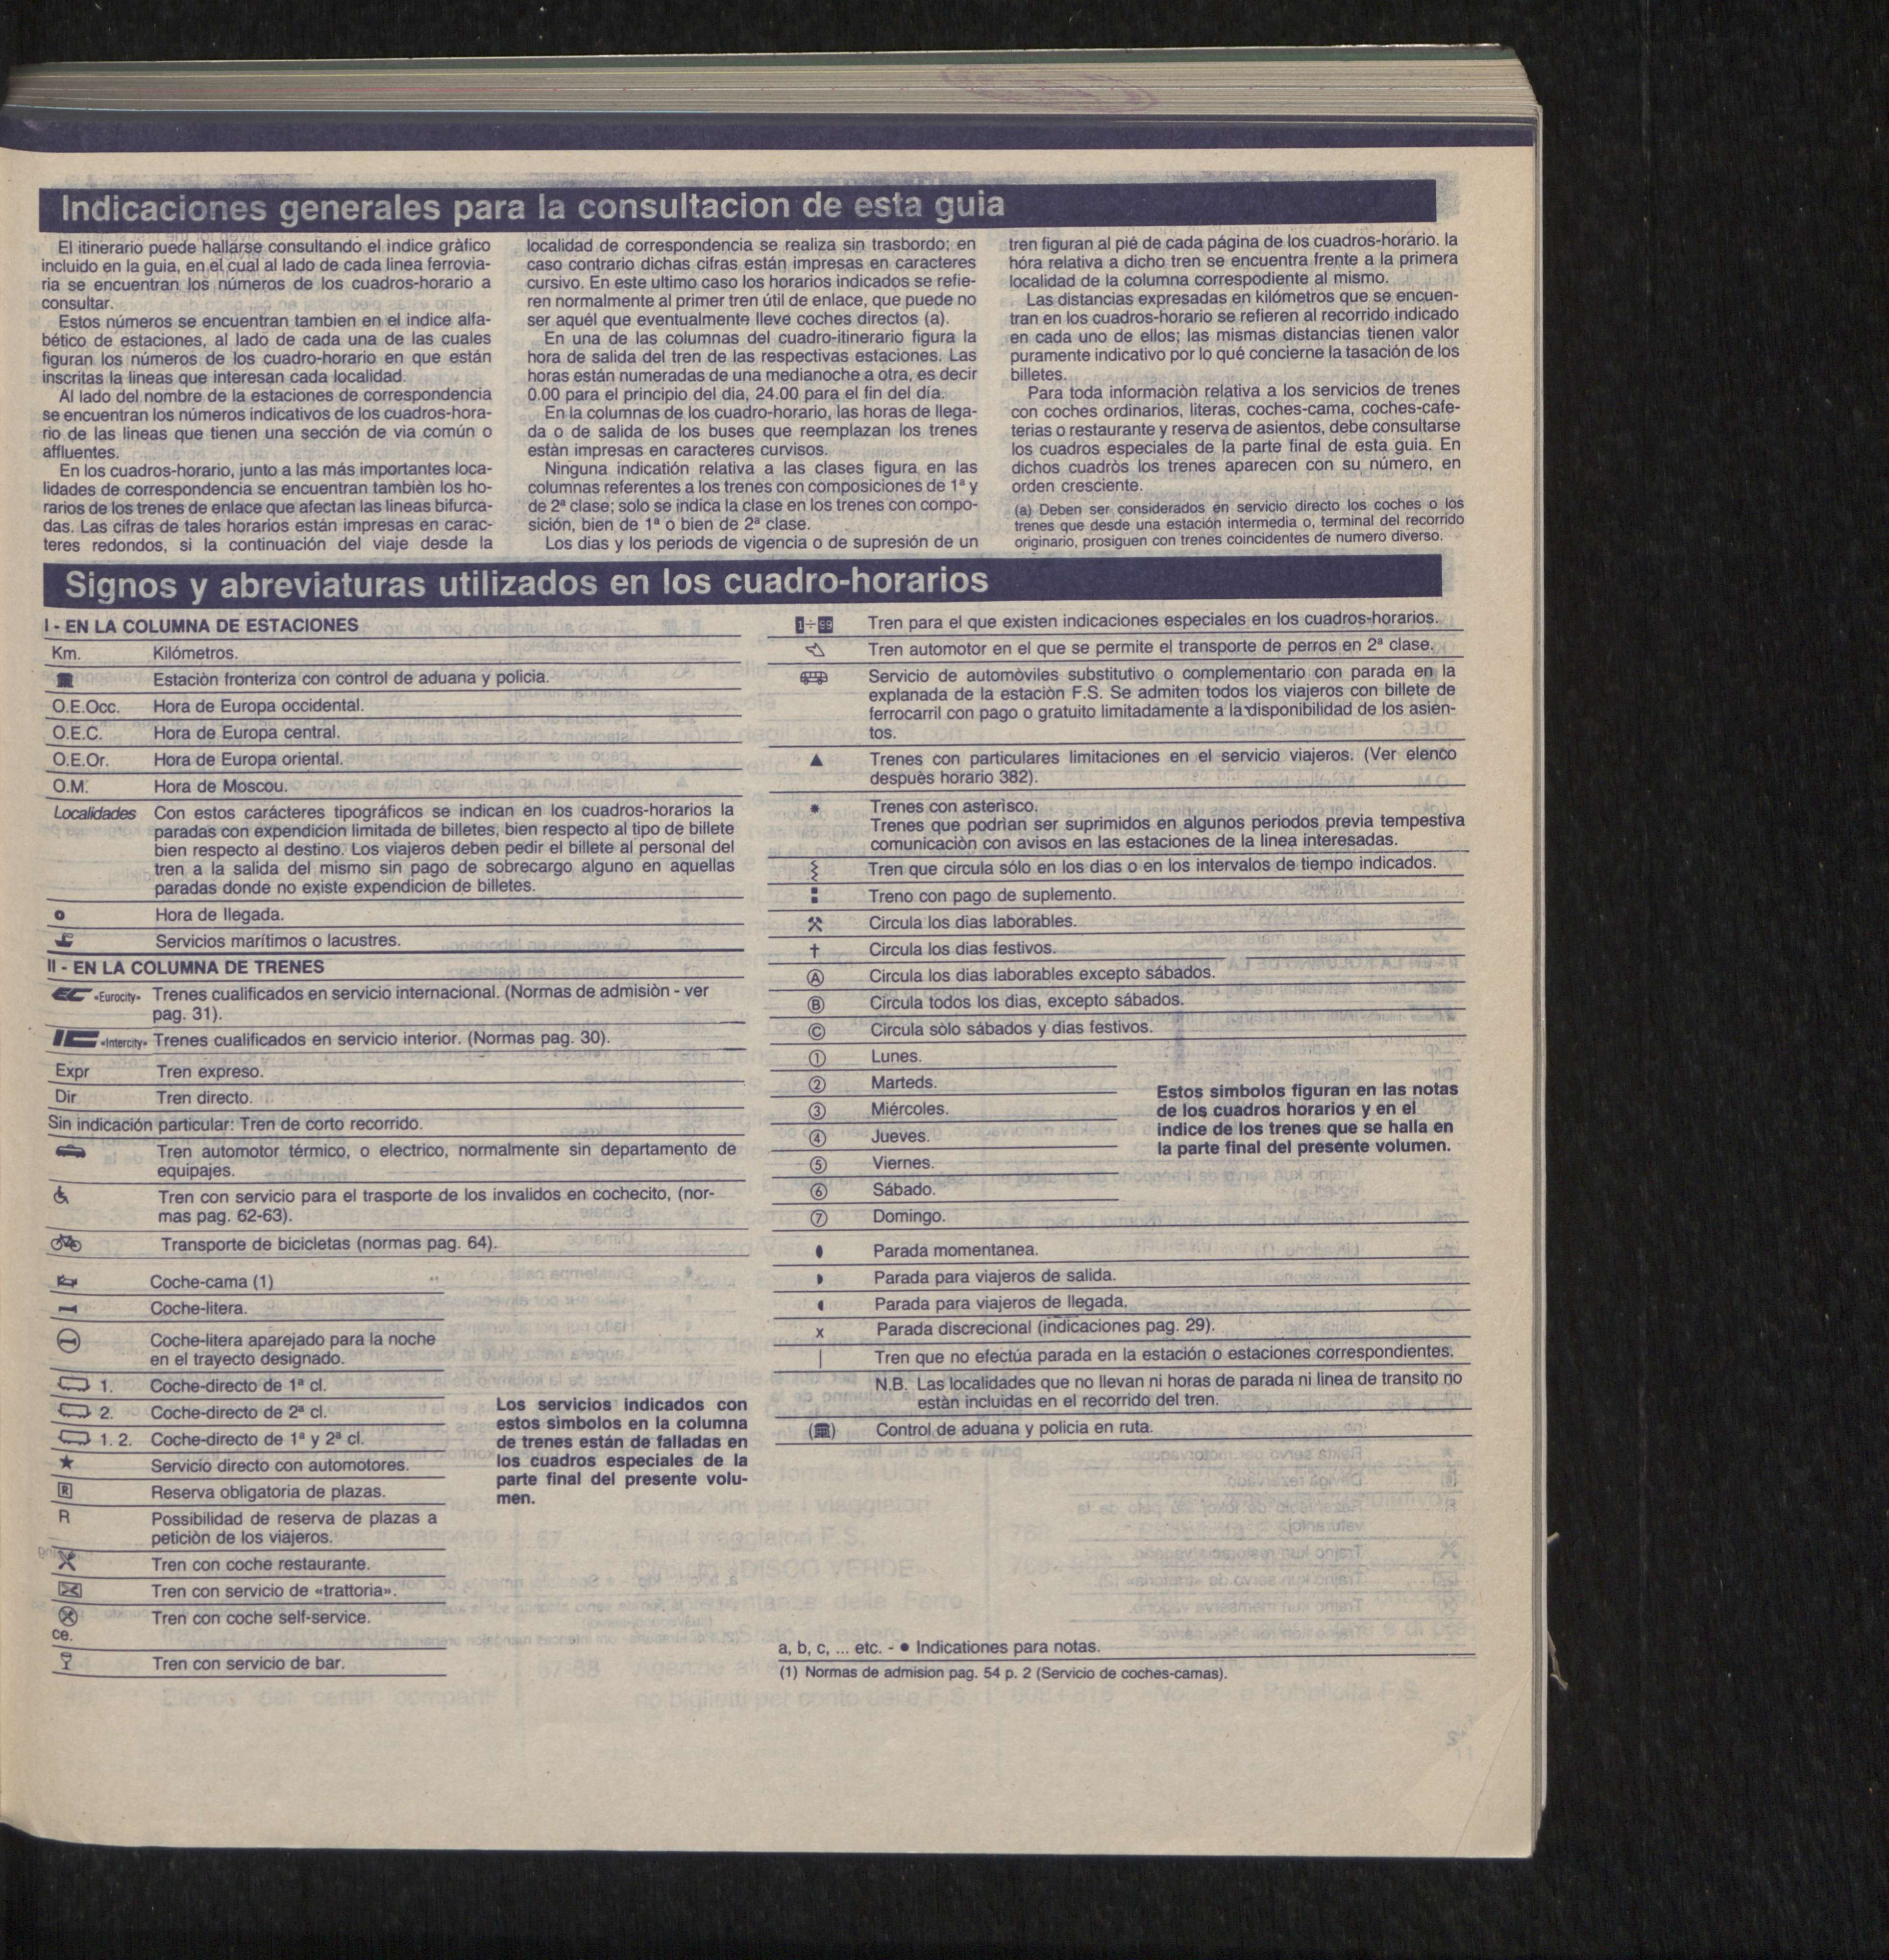 Indicaciones generales para la consultacion de esta guia
El itinerario puede hallarse consultando el indice gràfico
incluido en la guia, en el cual al lado de cada linea ferrovia-
ria se encuentran los números de los cuadros-horario a
consultar.
Estos números se encuentran tambien en el indice alfa-
bético de estaciones, al lado de cada una de las cuales
figuran los números de los cuadro-horario en que están
inscritas la lineas que interesan cada localidad.
Al lado del nombre de la estaciones de correspondencia
se encuentran los números indicativos de los cuadros-hora-
rio de las lineas que tienen una sección de via común o
affluentes.
En los cuadros-horario, junto a las más importantes loca-
lidades de correspondencia se encuentran tambièn los ho-
rarios de los trenes de enlace que afectan las lineas bifurca-
das. Las cifras de tales horarios están impresas en carac-
teres redondos, si la continuación del viaje desde la
localidad de correspondencia se realiza sin trasbordo; en
caso contrario dichas cifras están impresas en caracteres
cursivo. En este ultimo caso los horarios indicados se refie-
ren normalmente al primer tren útil de enlace, que puede no
ser aquél que eventualmente lleve coches directos (a).
En una de las columnas del cuadro-itinerario figura la
hora de salida del tren de las respectivas estaciones. Las
horas están numeradas de una medianoche a otra, es decir
0.00 para el principio del dia, 24.00 para el fin del día.
En la columnas de los cuadro-horario, las horas de llega-
da o de salida de los buses que reemplazan los trenes
estàn impresas en caracteres curvisos.
Ninguna indicatión relativa a las clases figura en las
columnas referentes a los trenes con composiciones de 1ª y
de 2ª clase; solo se indica la clase en los trenes con compo-
sición, bien de 1ª o bien de 2ª clase.
Los dias y los periods de vigencia o de supresión de un
tren figuran al pié de cada página de los cuadros-horario. la
hóra relativa a dicho tren se encuentra frente a la primera
localidad de la columna correspodiente al mismo.
Las distancias expresadas en kilómetros que se encuen-
tran en los cuadros-horario se refieren al recorrido indicado
en cada uno de ellos; las mismas distancias tienen valor
puramente indicativo por lo qué concierne la tasación de los
billetes.
Para toda informaciòn relativa a los servicios de trenes
con coches ordinarios, literas, coches-cama, coches-cafe-
terias o restaurante y reserva de asientos, debe consultarse
los cuadros especiales de la parte final de esta guia. En
dichos cuadròs los trenes aparecen con su número, en
orden cresciente.
(a) Deben ser considerados en servicio directo los coches o los
trenes que desde una estación intermedia o, terminal del recorrido
originario, prosiguen con trenes coincidentes de numero diverso.
Signos y abreviaturas utilizados en los cuadro-horarios
I - EN LA COLUMNA DE ESTACIONES
Km. Kilómetros.
Estaciòn fronteriza con control de aduana y policia.
O.E.Occ. Hora de Europa occidental.
O.E.C. Hora de Europa central.
O.E.Or. Hora de Europa oriental.
O.M. Hora de Moscou.
Localidades Con estos carácteres tipográficos se indican en los cuadros-horarios la
paradas con expendicion limitada de billetes, bien respecto al tipo de billete
bien respecto al destino. Los viajeros deben pedir el billete al personal del
tren a la salida del mismo sin pago de sobrecargo alguno en aquellas
paradas donde no existe expendicion de billetes.
o Hora de llegada.
Servicios marítimos o lacustres.
II - EN LA COLUMNA DE TRENES
EC «Eurocity» Trenes cualificados en servicio internacional. (Normas de admisiòn - ver
pag. 31).
IC «Intercity» Trenes cualificados en servicio interior. (Normas pag. 30).
Expr Tren expreso.
Dir Tren directo.
Sin indicación particular: Tren de corto recorrido.
Tren automotor térmico, o electrico, normalmente sin departamento de
equipajes.
Tren con servicio para el trasporte de los invalidos en cochecito, (nor-
mas pag. 62-63).
Transporte de bicicletas (normas pag. 64).
Coche-cama (1)
Coche-litera.
Coche-litera aparejado para la noche
en el trayecto designado.
1. Coche-directo de 1ª cl.
2. Coche-directo de 2ª cl.
1. 2. Coche-directo de 1ª y 2ª cl.
★ Servicio directo con automotores.
R Reserva obligatoria de plazas.
R Possibilidad de reserva de plazas a
peticiòn de los viajeros.
Tren con coche restaurante.
Tren con servicio de «trattoria».
Tren con coche self-service.
ce.
Tren con servicio de bar.
Los servicios indicados con
estos simbolos en la columna
de trenes están de falladas en
los cuadros especiales de la
parte final del presente volu-
men.
1÷99 Tren para el que existen indicaciones especiales en los cuadros-horarios.
Tren automotor en el que se permite el transporte de perros en 2ª clase.
Servicio de automòviles substitutivo o complementario con parada en la
explanada de la estaciòn F.S. Se admiten todos los viajeros con billete de
ferrocarril con pago o gratuito limitadamente a la disponibilidad de los asien-
tos.
▲ Trenes con particulares limitaciones en el servicio viajeros. (Ver elenco
despuès horario 382).
* Trenes con asterisco.
Trenes que podrian ser suprimidos en algunos periodos previa tempestiva
comunicaciòn con avisos en las estaciones de la linea interesadas.
Tren que circula sólo en los dias o en los intervalos de tiempo indicados.
Treno con pago de suplemento.
⚒ Circula los dias laborables.
† Circula los dias festivos.
Ⓐ Circula los dias laborables excepto sábados.
Ⓑ Circula todos los dias, excepto sábados.
© Circula sòlo sábados y dias festivos.
① Lunes.
② Marteds.
③ Miércoles.
④ Jueves.
⑤ Viernes.
⑥ Sábado.
⑦ Domingo.
Estos simbolos figuran en las notas
de los cuadros horarios y en el
indice de los trenes que se halla en
la parte final del presente volumen.
Parada momentanea.
Parada para viajeros de salida.
Parada para viajeros de llegada.
x Parada discrecional (indicaciones pag. 29).
| Tren que no efectúa parada en la estación o estaciones correspondientes.
N.B. Las localidades que no llevan ni horas de parada ni linea de transito no
estàn incluidas en el recorrido del tren.
Control de aduana y policia en ruta.
a, b, c, ... etc. - ● Indicationes para notas.
(1) Normas de admision pag. 54 p. 2 (Servicio de coches-camas).